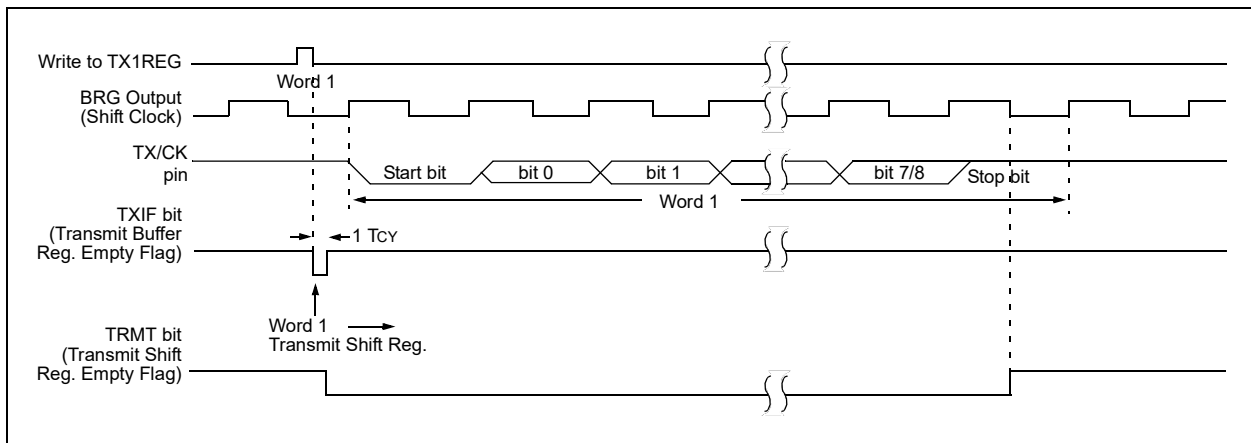 Write to TX1REG
Word 1
BRG Output
(Shift Clock)
TX/CK
pin
Start bit
bit 0
bit 1
bit 7/8
Stop bit
Word 1
TXIF bit
(Transmit Buffer
Reg. Empty Flag)
1 TCY
Word 1
Transmit Shift Reg.
TRMT bit
(Transmit Shift
Reg. Empty Flag)